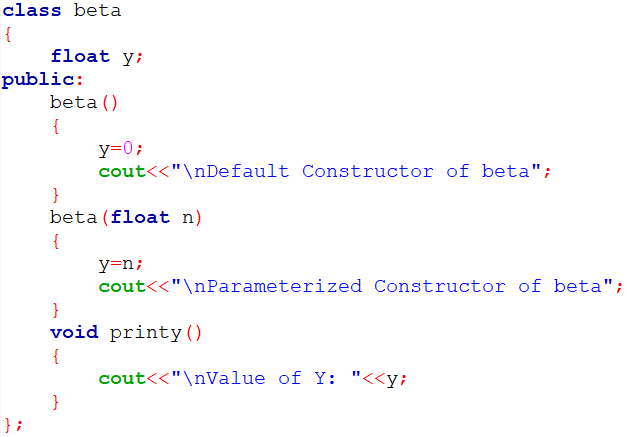 class beta
{
    float y;
public:
    beta()
    {
        y=0;
        cout<<"\nDefault Constructor of beta";
    }
    beta(float n)
    {
        y=n;
        cout<<"\nParameterized Constructor of beta";
    }
    void printy()
    {
        cout<<"\nValue of Y: "<<y;
    }
};